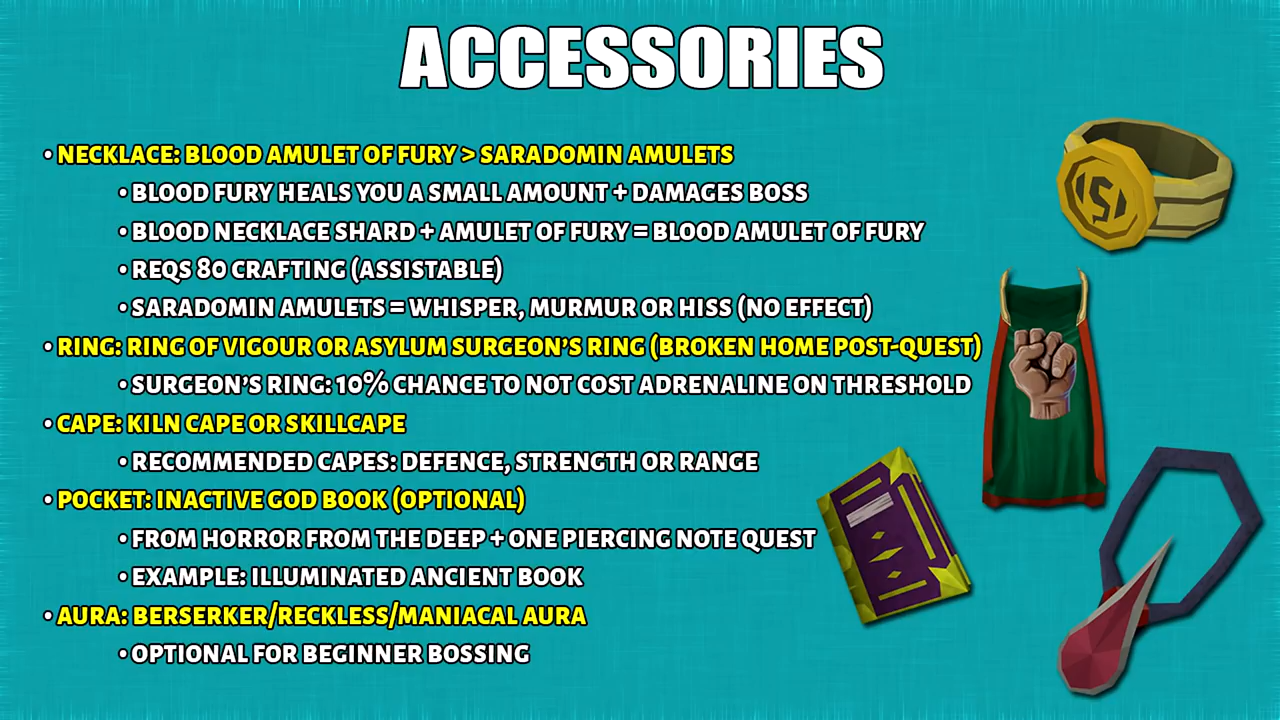 ACCESSORIES
• NECKLACE: BLOOD AMULET OF FURY > SARADOMIN AMULETS
• BLOOD FURY HEALS YOU A SMALL AMOUNT + DAMAGES BOSS
• BLOOD NECKLACE SHARD + AMULET OF FURY = BLOOD AMULET OF FURY
• REQS 80 CRAFTING (ASSISTABLE)
• SARADOMIN AMULETS = WHISPER, MURMUR OR HISS (NO EFFECT)
• RING: RING OF VIGOUR OR ASYLUM SURGEON'S RING (BROKEN HOME POST-QUEST)
• SURGEON'S RING: 10% CHANCE TO NOT COST ADRENALINE ON THRESHOLD
• CAPE: KILN CAPE OR SKILLCAPE
• RECOMMENDED CAPES: DEFENCE, STRENGTH OR RANGE
• POCKET: INACTIVE GOD BOOK (OPTIONAL)
• FROM HORROR FROM THE DEEP + ONE PIERCING NOTE QUEST
• EXAMPLE: ILLUMINATED ANCIENT BOOK
• AURA: BERSERKER/RECKLESS/MANIACAL AURA
• OPTIONAL FOR BEGINNER BOSSING